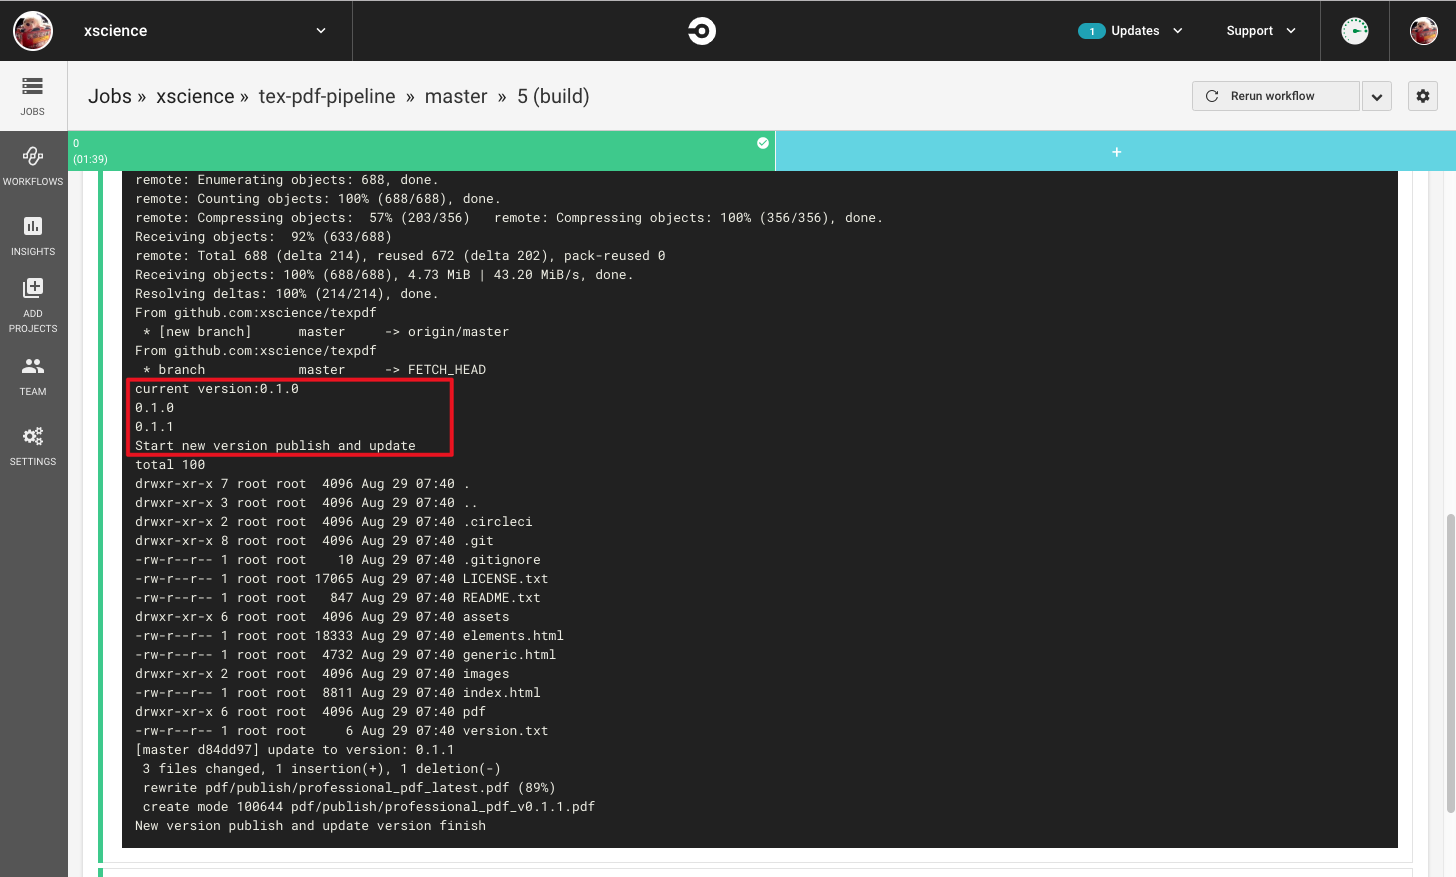 xscience
1 Updates
Support
JOBS
Jobs » xscience » tex-pdf-pipeline » master » 5 (build)
Rerun workflow
0
(01:39)
+
WORKFLOWS
INSIGHTS
ADD
PROJECTS
TEAM
SETTINGS
remote: Enumerating objects: 688, done.
remote: Counting objects: 100% (688/688), done.
remote: Compressing objects:  57% (203/356)   remote: Compressing objects: 100% (356/356), done.
Receiving objects:  92% (633/688)
remote: Total 688 (delta 214), reused 672 (delta 202), pack-reused 0
Receiving objects: 100% (688/688), 4.73 MiB | 43.20 MiB/s, done.
Resolving deltas: 100% (214/214), done.
From github.com:xscience/texpdf
 * [new branch]      master     -> origin/master
From github.com:xscience/texpdf
 * branch            master     -> FETCH_HEAD
current version:0.1.0
0.1.0
0.1.1
Start new version publish and update
total 100
drwxr-xr-x 7 root root  4096 Aug 29 07:40 .
drwxr-xr-x 3 root root  4096 Aug 29 07:40 ..
drwxr-xr-x 2 root root  4096 Aug 29 07:40 .circleci
drwxr-xr-x 8 root root  4096 Aug 29 07:40 .git
-rw-r--r-- 1 root root    10 Aug 29 07:40 .gitignore
-rw-r--r-- 1 root root 17065 Aug 29 07:40 LICENSE.txt
-rw-r--r-- 1 root root   847 Aug 29 07:40 README.txt
drwxr-xr-x 6 root root  4096 Aug 29 07:40 assets
-rw-r--r-- 1 root root 18333 Aug 29 07:40 elements.html
-rw-r--r-- 1 root root  4732 Aug 29 07:40 generic.html
drwxr-xr-x 2 root root  4096 Aug 29 07:40 images
-rw-r--r-- 1 root root  8811 Aug 29 07:40 index.html
drwxr-xr-x 6 root root  4096 Aug 29 07:40 pdf
-rw-r--r-- 1 root root     6 Aug 29 07:40 version.txt
[master d84dd97] update to version: 0.1.1
 3 files changed, 1 insertion(+), 1 deletion(-)
 rewrite pdf/publish/professional_pdf_latest.pdf (89%)
 create mode 100644 pdf/publish/professional_pdf_v0.1.1.pdf
New version publish and update version finish